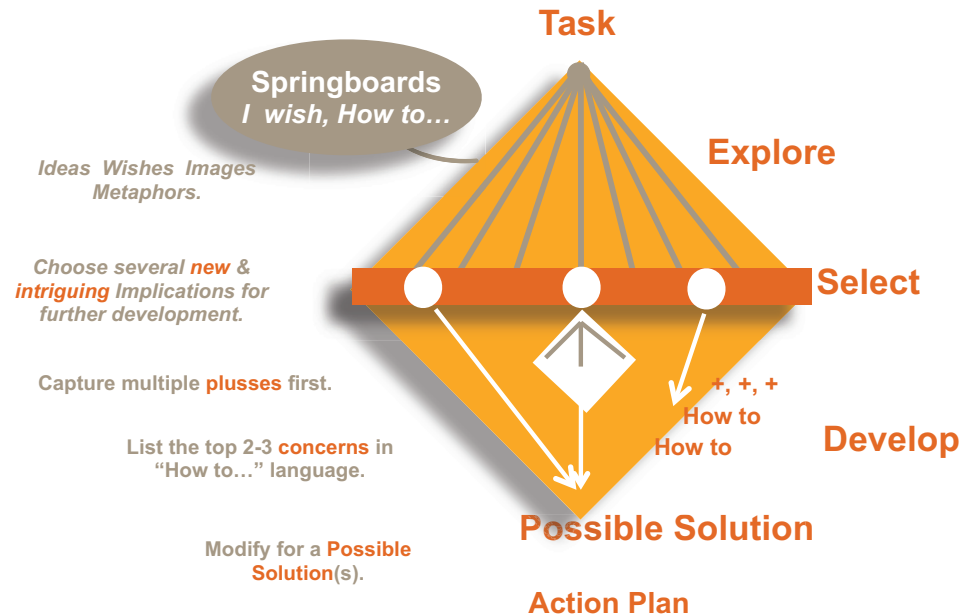 Task
Springboards
I wish, How to…
Explore
Ideas Wishes Images
Metaphors.
Choose several new &
intriguing Implications for
further development.
Select
Capture multiple plusses first.
+, +, +
How to
How to
Develop
List the top 2-3 concerns in
“How to…” language.
Possible Solution
Modify for a Possible
Solution(s).
Action Plan